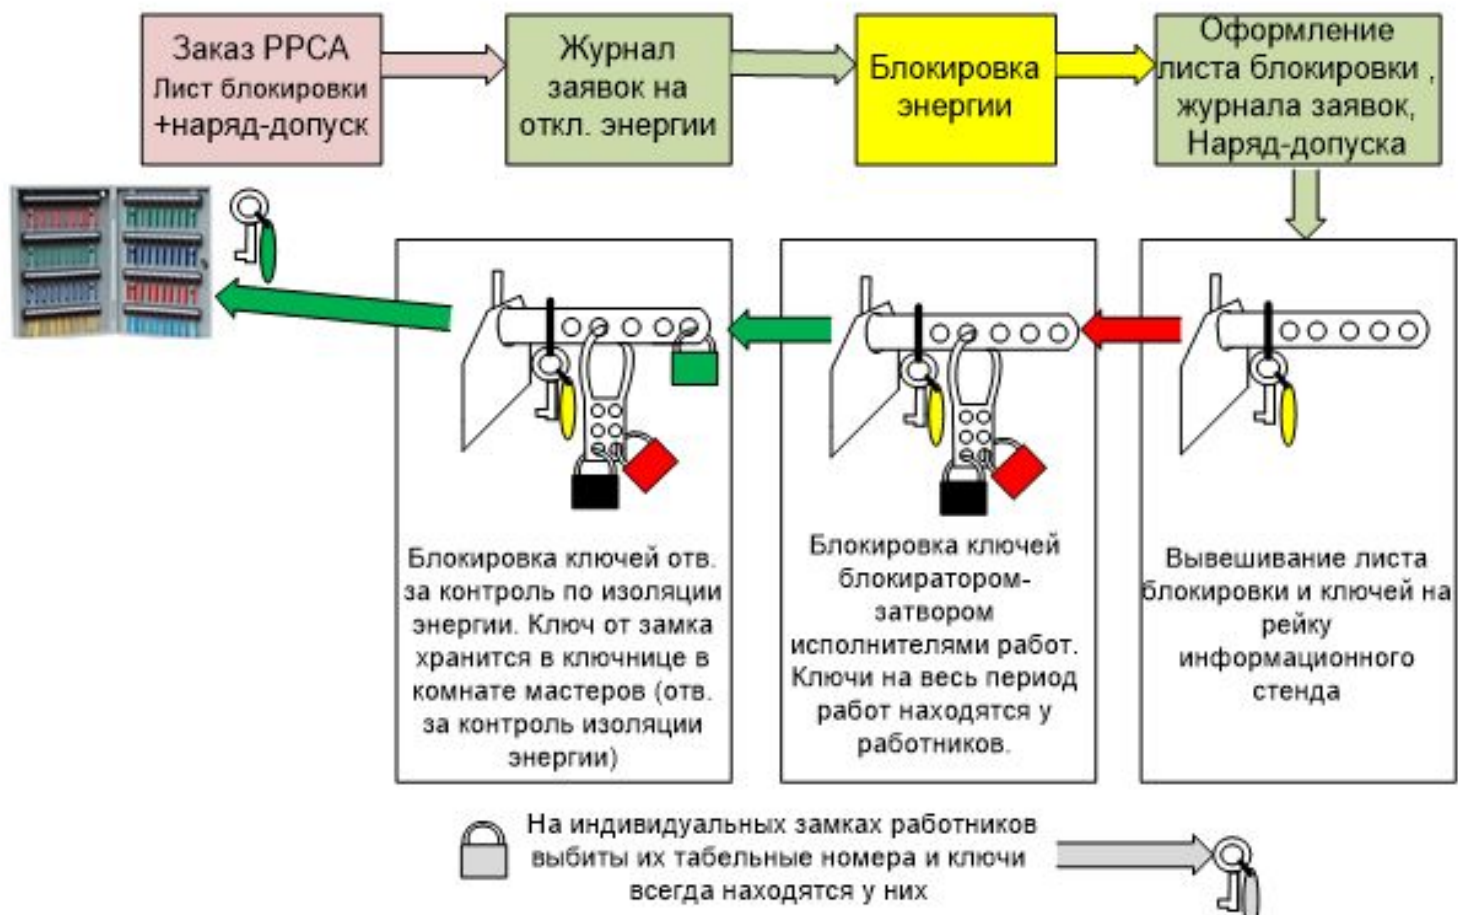 Заказ РРСА
Лист блокировки
+наряд-допуск
Журнал
заявок на
откл. энергии
Блокировка
энергии
Оформление
листа блокировки ,
журнала заявок,
Наряд-допуска
Блокировка ключей отв.
за контроль по изоляции
энергии. Ключ от замка
хранится в ключнице в
комнате мастеров (отв.
за контроль изоляции
энергии)
Блокировка ключей
блокиратором-
затвором
исполнителями работ.
Ключи на весь период
работ находятся у
работников.
Вывешивание листа
блокировки и ключей на
рейку
информационного
стенда
На индивидуальных замках работников
выбиты их табельные номера и ключи
всегда находятся у них